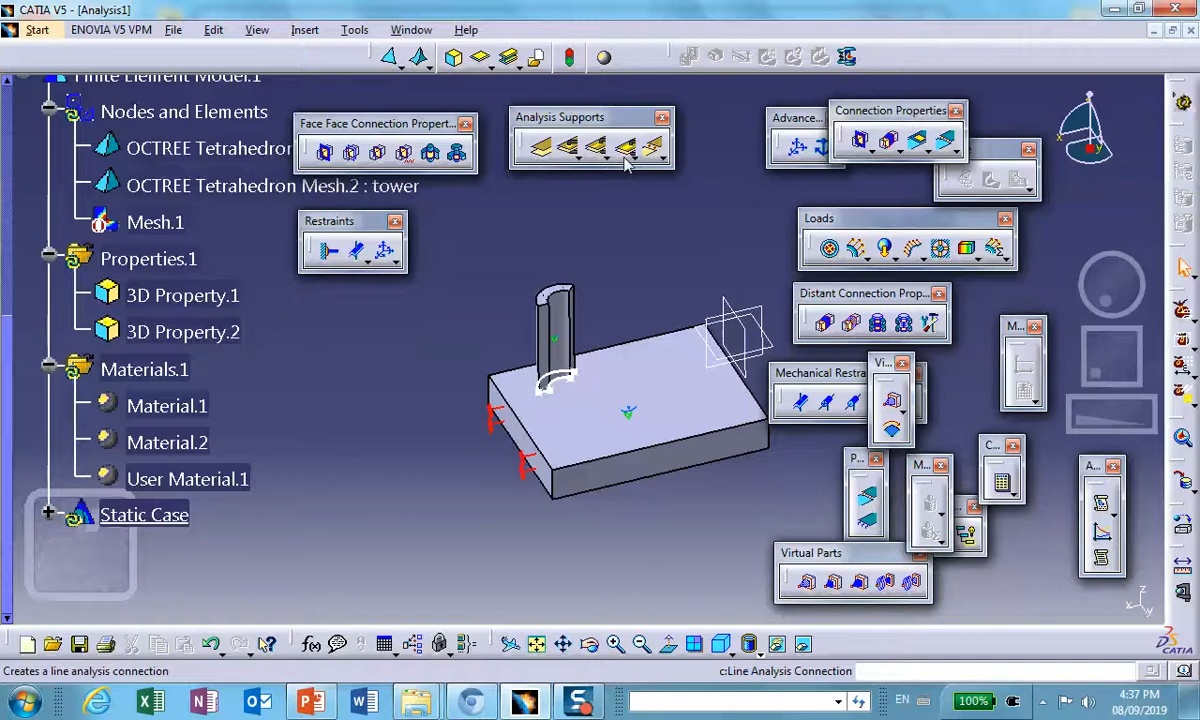 CATIA V5 - [Analysis1]
Start ENOVIA V5 VPM File Edit View Insert Tools Window Help
Finite Element Model.1
Nodes and Elements
OCTREE Tetrahedron
OCTREE Tetrahedron Mesh.2 : tower
Mesh.1
Properties.1
3D Property.1
3D Property.2
Materials.1
Material.1
Material.2
User Material.1
Static Case
Face Face Connection Propert...
Analysis Supports
Advance...
Connection Properties
Restraints
Loads
Distant Connection Prop...
Mechanical Restra
Vi...
M...
P...
M...
C...
A...
Virtual Parts
z
x
z
x
y
f(x)
CATIA
Creates a line analysis connection
c:Line Analysis Connection
EN
100%
4:37 PM
08/09/2019